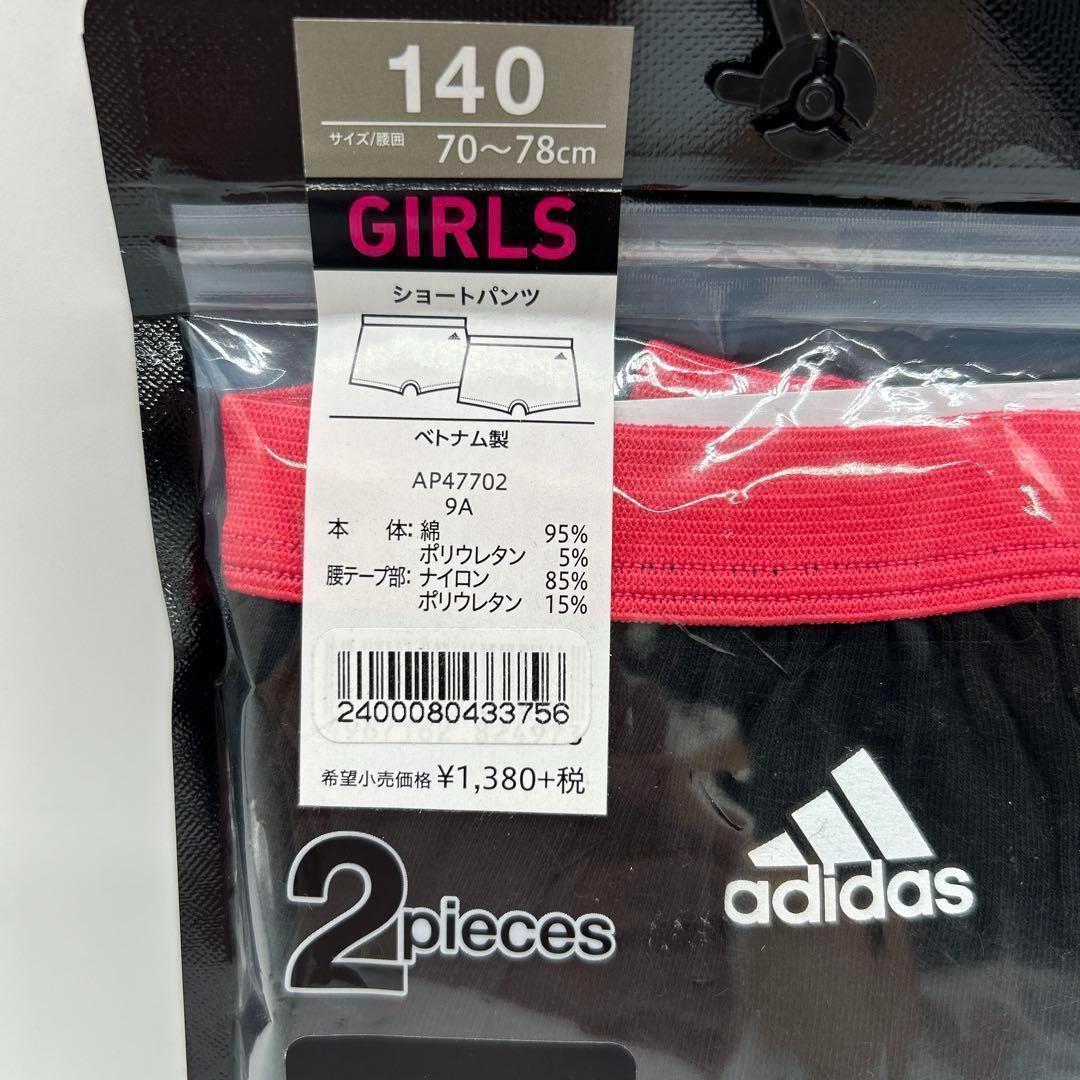 140
サイズ/腰囲 70～78cm
GIRLS
ショートパンツ
ベトナム製
AP47702
9A
本 体: 綿 95%
ポリウレタン 5%
腰テープ部: ナイロン 85%
ポリウレタン 15%
2400080433756
希望小売価格 ¥1,380+税
2 pieces
adidas